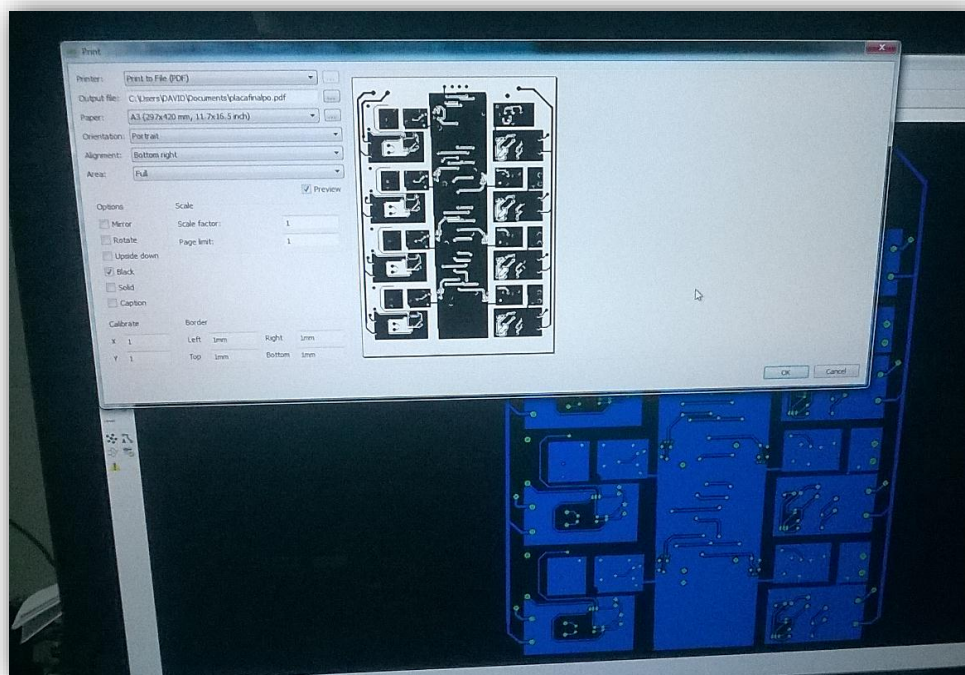 Print
Printer: Print to File (PDF)
Output file: C:\Users\DAVID\Documents\placafinalpo.pdf
Paper: A3 (297x420 mm, 11.7x16.5 inch)
Orientation: Portrait
Alignment: Bottom right
Area: Full
Preview
Options Scale
Mirror Scale factor: 1
Rotate Page limit: 1
Upside down
Black
Solid
Caption
Calibrate Border
X 1 Left 1mm Right 1mm
Y 1 Top 1mm Bottom 1mm
OK Cancel